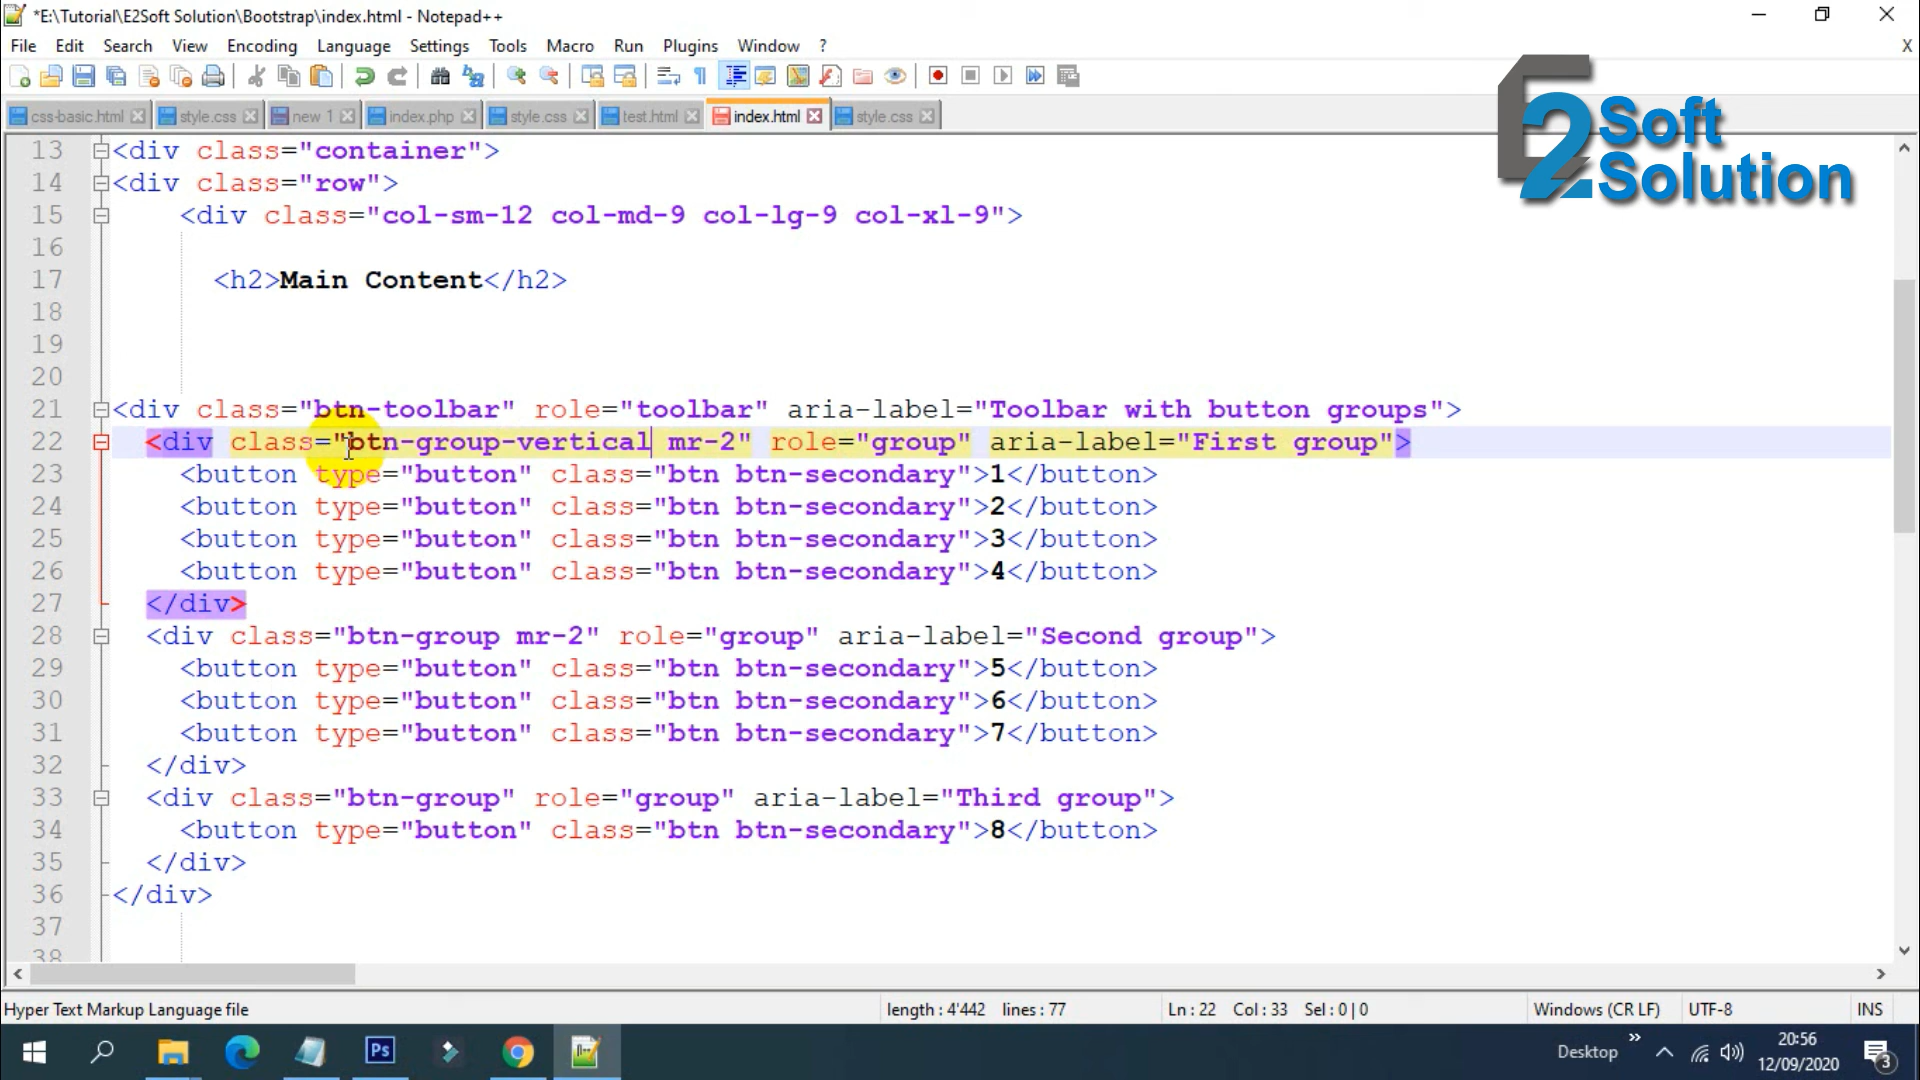 *E:\Tutorial\E2Soft Solution\Bootstrap\index.html - Notepad++
File Edit Search View Encoding Language Settings Tools Macro Run Plugins Window ? X
css-basic.html style.css new 1 index.php style.css test.html index.html style.css
E2 Soft
Solution
13 <div class="container">
14 <div class="row">
15 <div class="col-sm-12 col-md-9 col-lg-9 col-xl-9">
16
17 <h2>Main Content</h2>
18
19
20
21 <div class="btn-toolbar" role="toolbar" aria-label="Toolbar with button groups">
22 <div class="btn-group-vertical mr-2" role="group" aria-label="First group">
23 <button type="button" class="btn btn-secondary">1</button>
24 <button type="button" class="btn btn-secondary">2</button>
25 <button type="button" class="btn btn-secondary">3</button>
26 <button type="button" class="btn btn-secondary">4</button>
27 </div>
28 <div class="btn-group mr-2" role="group" aria-label="Second group">
29 <button type="button" class="btn btn-secondary">5</button>
30 <button type="button" class="btn btn-secondary">6</button>
31 <button type="button" class="btn btn-secondary">7</button>
32 </div>
33 <div class="btn-group" role="group" aria-label="Third group">
34 <button type="button" class="btn btn-secondary">8</button>
35 </div>
36 </div>
37
38
Hyper Text Markup Language file length : 4'442 lines : 77 Ln : 22 Col : 33 Sel : 0 | 0 Windows (CR LF) UTF-8 INS
Ps Desktop » 20:56
12/09/2020 3